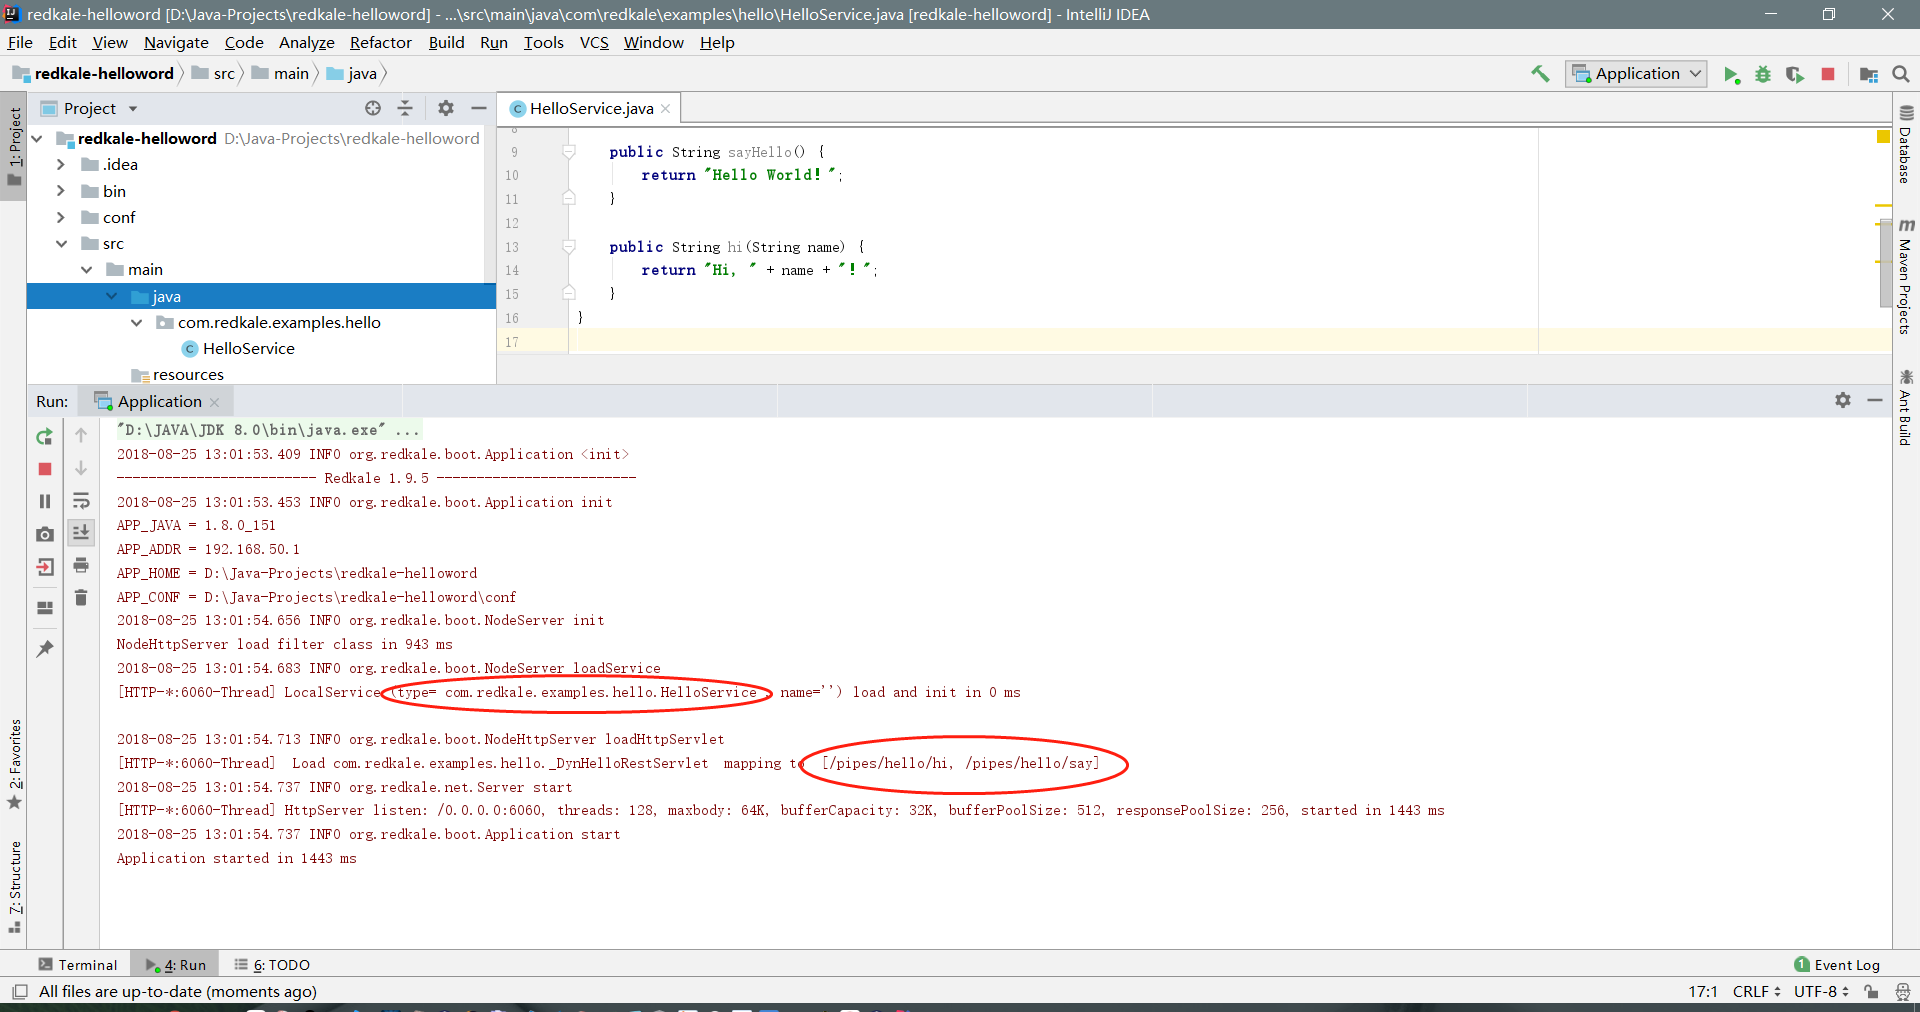 redkale-helloword [D:\Java-Projects\redkale-helloword] - ...\src\main\java\com\redkale\examples\hello\HelloService.java [redkale-helloword] - IntelliJ IDEA
File Edit View Navigate Code Analyze Refactor Build Run Tools VCS Window Help
redkale-helloword src main java Application
1: Project
Project
HelloService.java
redkale-helloword D:\Java-Projects\redkale-helloword
.idea
bin
conf
src
main
java
com.redkale.examples.hello
HelloService
resources
8
9 public String sayHello() {
10 return "Hello World! ";
11 }
12
13 public String hi(String name) {
14 return "Hi, " + name + "! ";
15 }
16 }
17
Database
Maven Projects
Ant Build
Run: Application
"D:\JAVA\JDK 8.0\bin\java.exe" ...
2018-08-25 13:01:53.409 INFO org.redkale.boot.Application <init>
------------------------- Redkale 1.9.5 -------------------------
2018-08-25 13:01:53.453 INFO org.redkale.boot.Application init
APP_JAVA = 1.8.0_151
APP_ADDR = 192.168.50.1
APP_HOME = D:\Java-Projects\redkale-helloword
APP_CONF = D:\Java-Projects\redkale-helloword\conf
2018-08-25 13:01:54.656 INFO org.redkale.boot.NodeServer init
NodeHttpServer load filter class in 943 ms
2018-08-25 13:01:54.683 INFO org.redkale.boot.NodeServer loadService
[HTTP-*:6060-Thread] LocalService (type= com.redkale.examples.hello.HelloService , name='') load and init in 0 ms
2018-08-25 13:01:54.713 INFO org.redkale.boot.NodeHttpServer loadHttpServlet
[HTTP-*:6060-Thread]  Load com.redkale.examples.hello._DynHelloRestServlet  mapping to  [/pipes/hello/hi, /pipes/hello/say]
2018-08-25 13:01:54.737 INFO org.redkale.net.Server start
[HTTP-*:6060-Thread] HttpServer listen: /0.0.0.0:6060, threads: 128, maxbody: 64K, bufferCapacity: 32K, bufferPoolSize: 512, responsePoolSize: 256, started in 1443 ms
2018-08-25 13:01:54.737 INFO org.redkale.boot.Application start
Application started in 1443 ms
2: Favorites
7: Structure
Terminal 4: Run 6: TODO 1 Event Log
All files are up-to-date (moments ago) 17:1 CRLF UTF-8